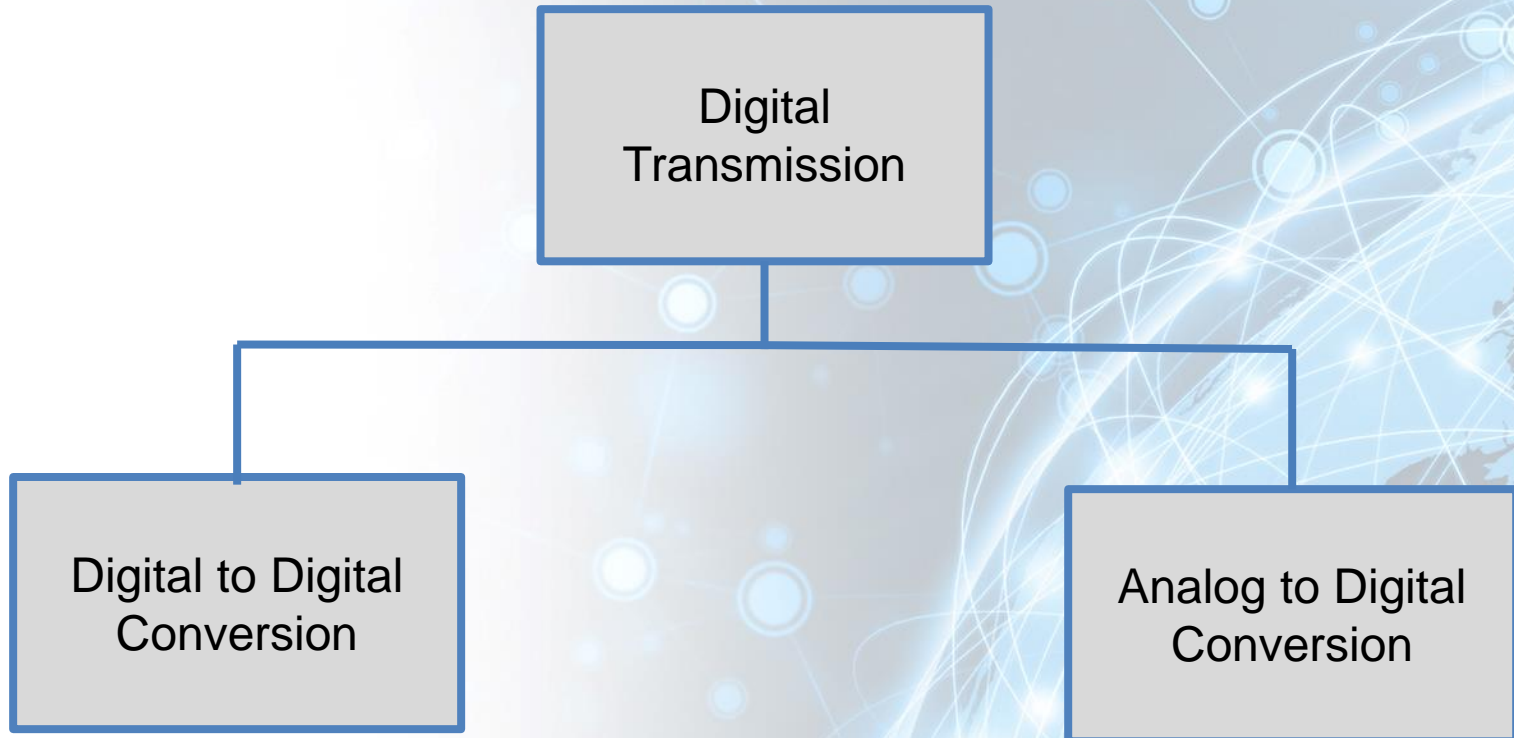 Digital
Transmission
Digital to Digital
Conversion
Analog to Digital
Conversion